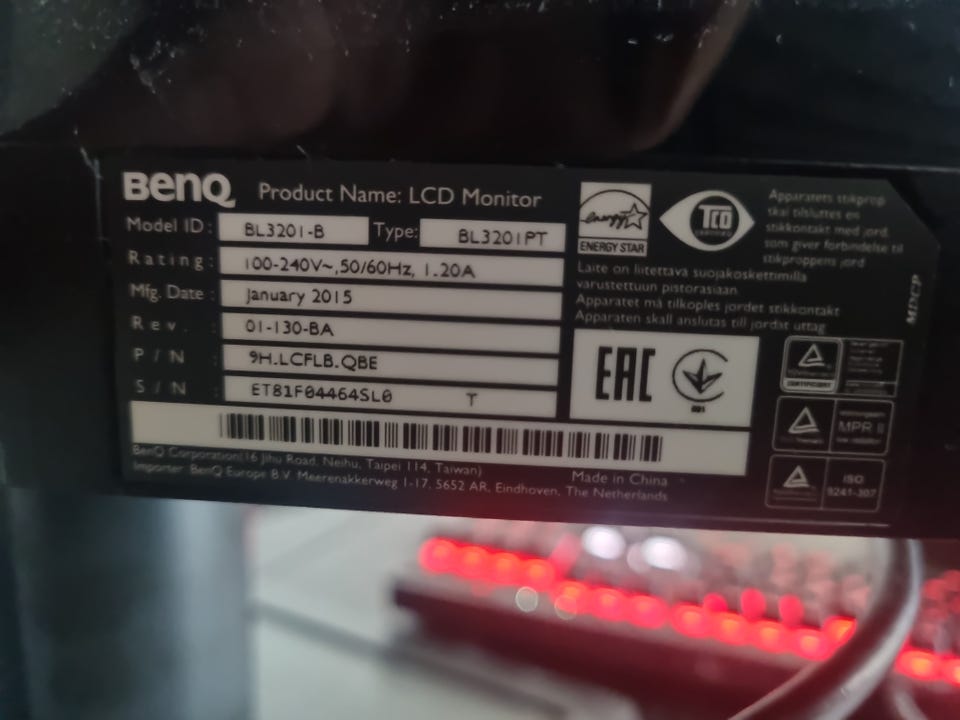 BenQ Product Name: LCD Monitor
Model ID: BL3201-B Type: BL3201PT
Rating: 100-240V~,50/60Hz, 1.20A
Mfg. Date : January 2015
Rev. : 01-130-BA
P/N : 9H.LCFLB.QBE
S/N : ET81F04464SL0 T
BenQ Corporation(16 Jihu Road, Neihu, Taipei 114, Taiwan)
Importer BenQ Europe B.V. Meerenakkerweg 1-17, 5652 AR, Eindhoven, The Netherlands
Made in China
energy
ENERGY STAR
TCO
CERTIFIED
Apparatets stikprop
skal tilsluttes en
stikkontakt med jord,
som giver forbindelse til
stikproppens jord
Laite on liitettävä suojakoskettimilla
varustettuun pistorasiaan.
Apparatet må tilkoples jordet stikkontakt
Apparaten skall anslutas till jordat uttag
MDCP
EAC
001
MPR II
ISO
9241-307